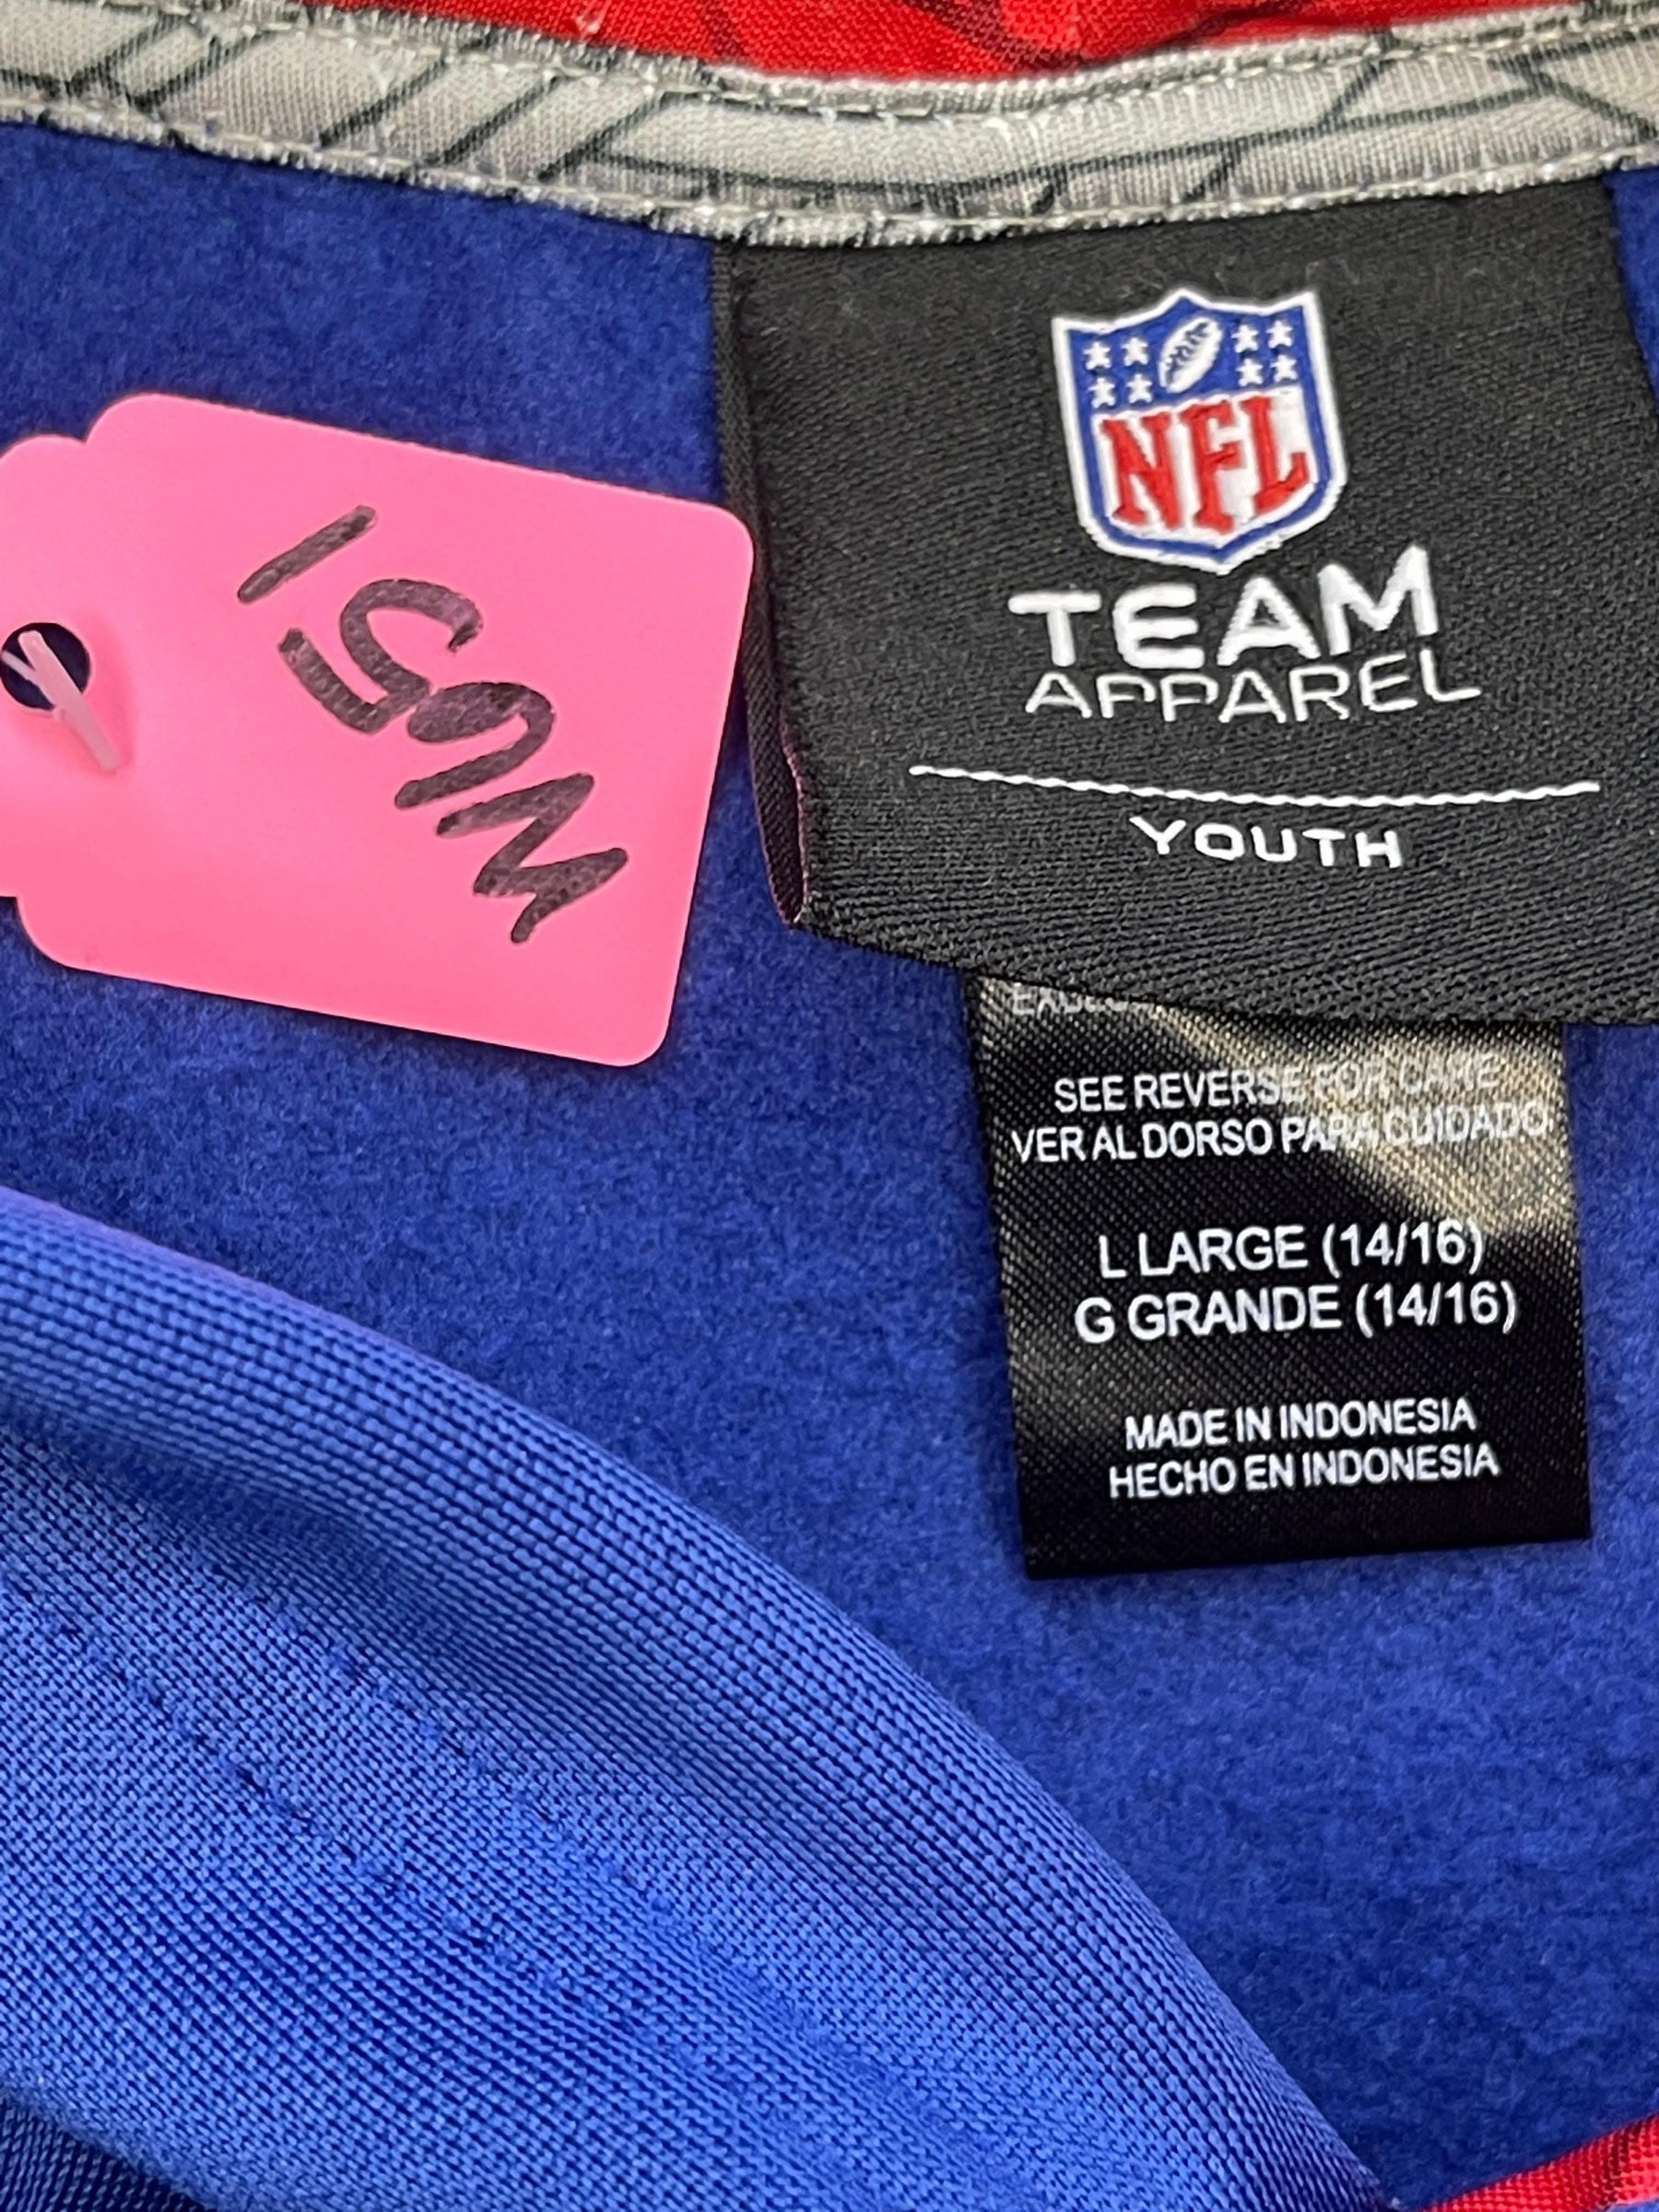 WU51
NFL
TEAM
APPAREL
YOUTH
SEE REVERSE FOR CARE
VER AL DORSO PARA CUIDADO
L LARGE (14/16)
G GRANDE (14/16)
MADE IN INDONESIA
HECHO EN INDONESIA